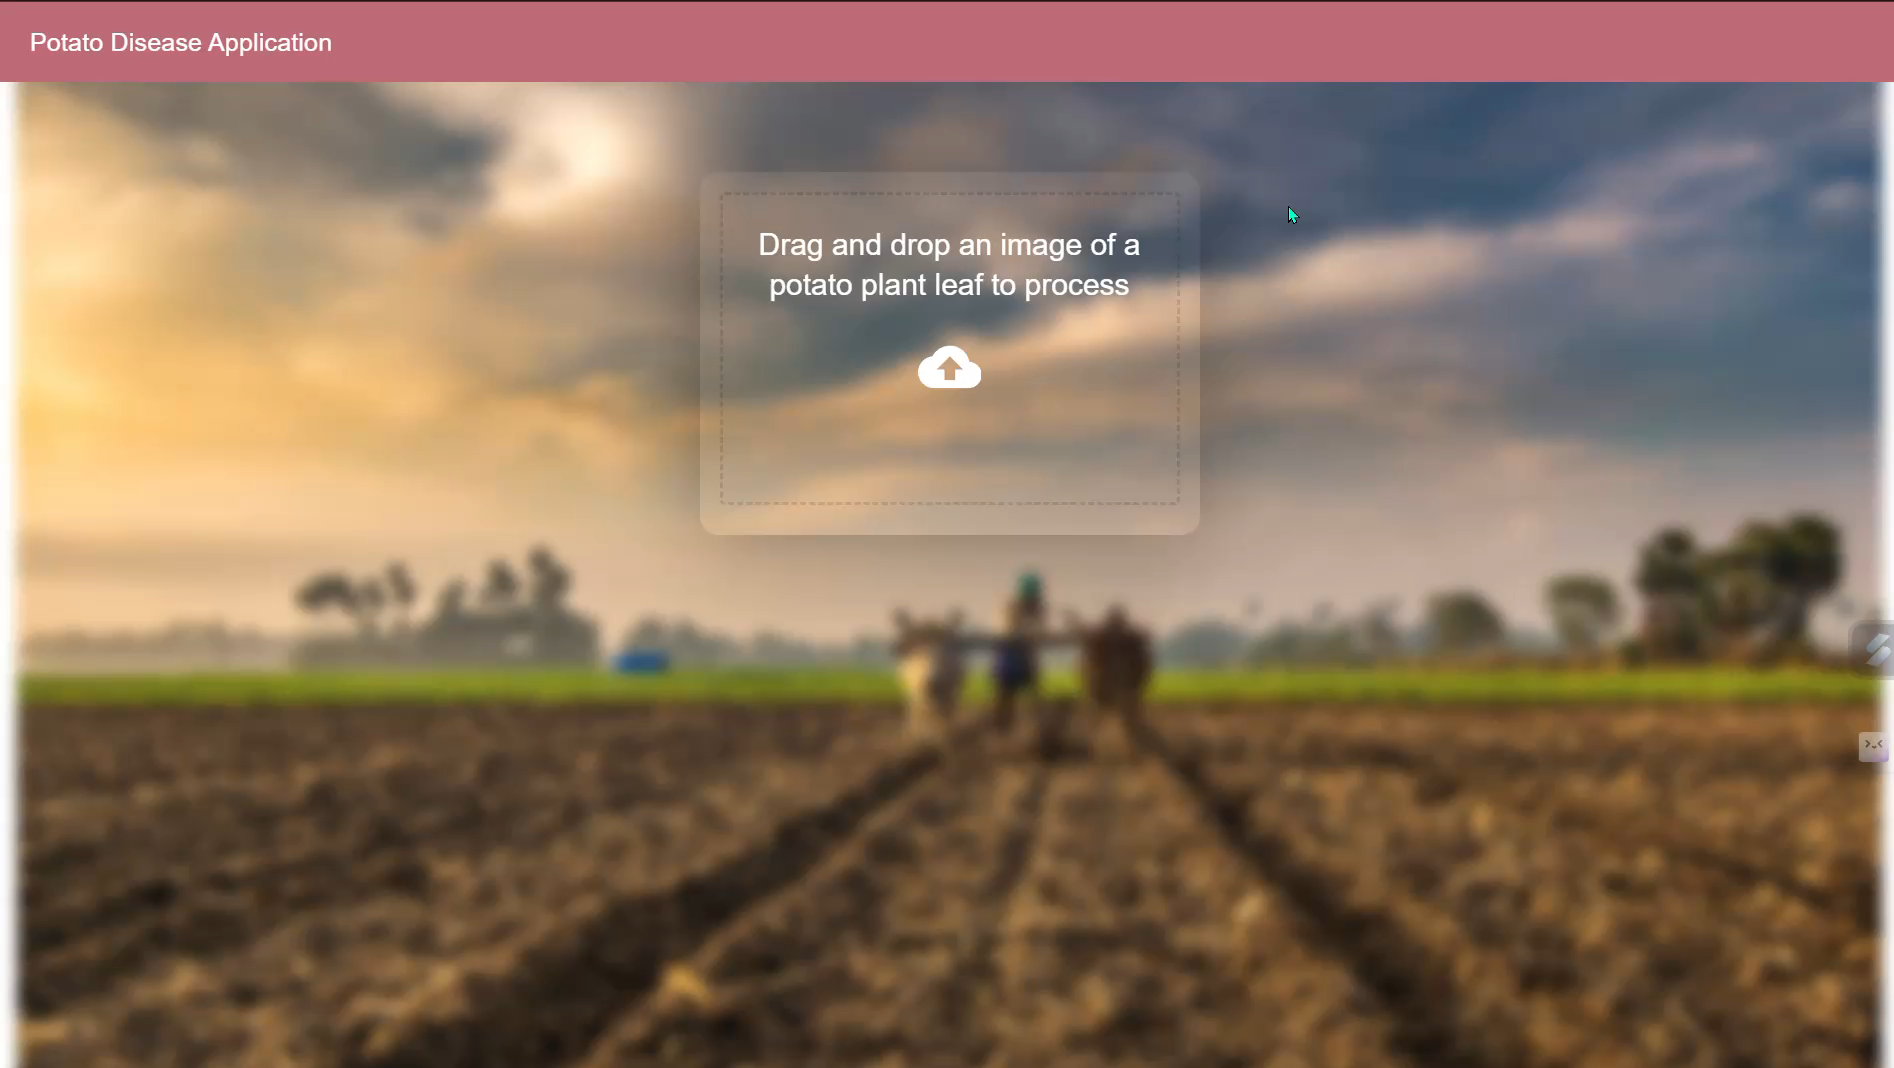 Potato Disease Application
Drag and drop an image of a
potato plant leaf to process